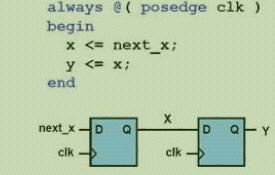 always @( posedge clk )
begin
x <= next_x;
y <= x;
end
next_x D Q X D Q Y
clk clk